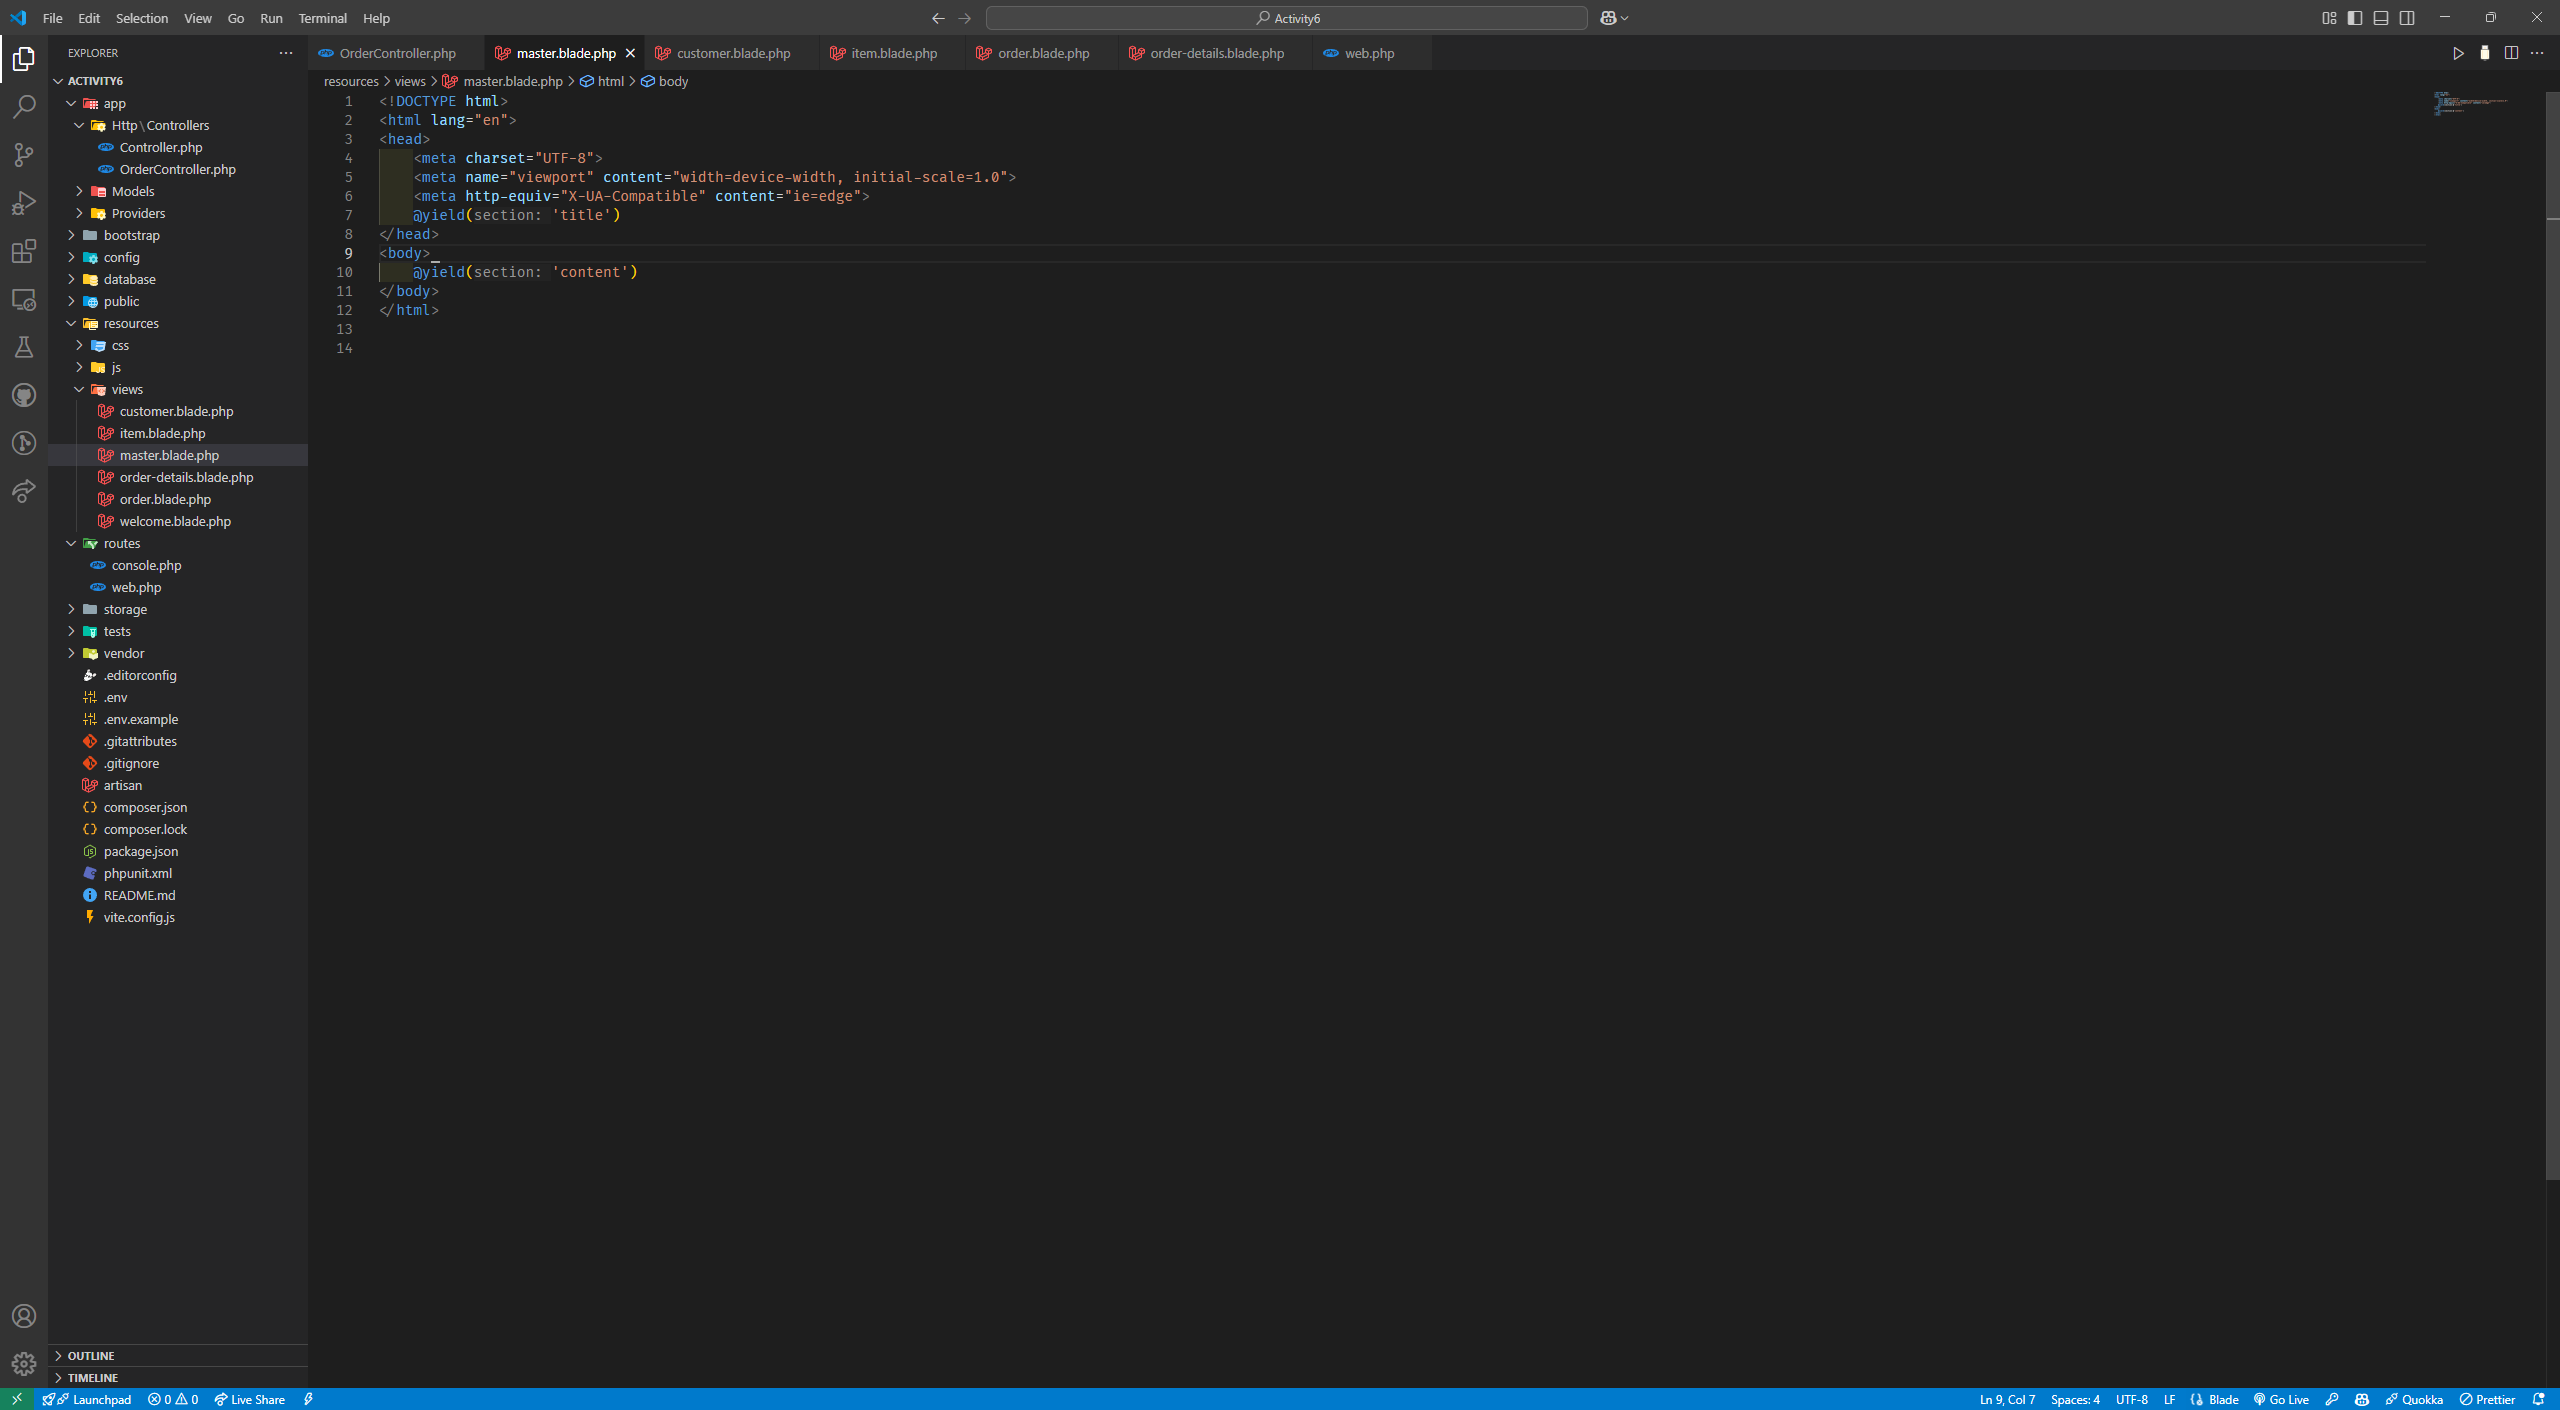 File Edit Selection View Go Run Terminal Help
Activity6
EXPLORER
OrderController.php master.blade.php customer.blade.php item.blade.php order.blade.php order-details.blade.php web.php
resources > views > master.blade.php > html > body
ACTIVITY6
app
Http\Controllers
Controller.php
OrderController.php
Models
Providers
bootstrap
config
database
public
resources
css
js
views
customer.blade.php
item.blade.php
master.blade.php
order-details.blade.php
order.blade.php
welcome.blade.php
routes
console.php
web.php
storage
tests
vendor
.editorconfig
.env
.env.example
.gitattributes
.gitignore
artisan
composer.json
composer.lock
package.json
phpunit.xml
README.md
vite.config.js
OUTLINE
TIMELINE
1 <!DOCTYPE html>
2 <html lang="en">
3 <head>
4 <meta charset="UTF-8">
5 <meta name="viewport" content="width=device-width, initial-scale=1.0">
6 <meta http-equiv="X-UA-Compatible" content="ie=edge">
7 @yield(section: 'title')
8 </head>
9 <body>
10 @yield(section: 'content')
11 </body>
12 </html>
13
14
Launchpad 0 0 Live Share
Ln 9, Col 7 Spaces: 4 UTF-8 LF Blade Go Live Quokka Prettier